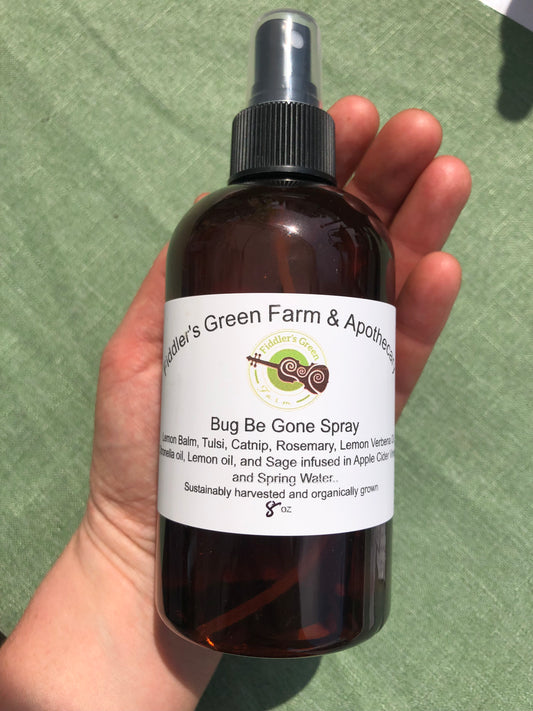 Fiddler's Green Farm & Apothecary
Fiddler's Green
Farm
Bug Be Gone Spray
Lemon Balm, Tulsi, Catnip, Rosemary, Lemon Verbena
oil, Lemon oil, and Sage infused in Apple Cider
and Spring Water..
Sustainably harvested and organically grown
8 oz